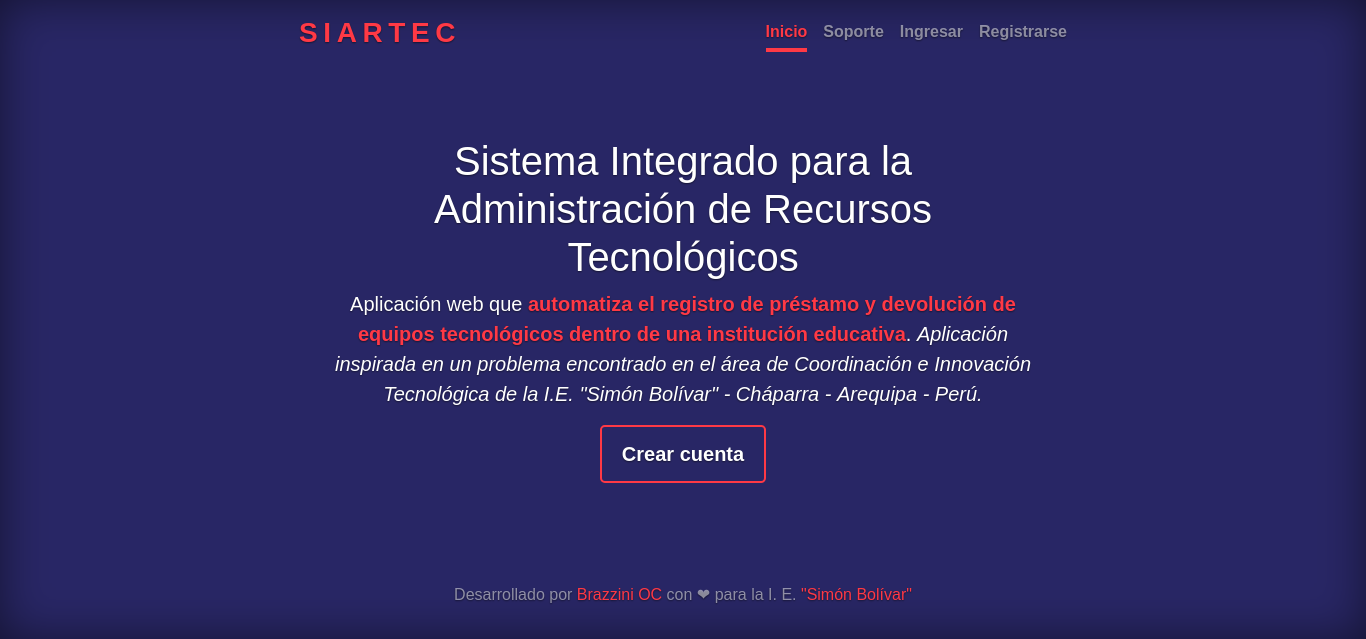 SIARTEC
Inicio Soporte Ingresar Registrarse
Sistema Integrado para la
Administración de Recursos
Tecnológicos
Aplicación web que automatiza el registro de préstamo y devolución de
equipos tecnológicos dentro de una institución educativa. Aplicación
inspirada en un problema encontrado en el área de Coordinación e Innovación
Tecnológica de la I.E. "Simón Bolívar" - Cháparra - Arequipa - Perú.
Crear cuenta
Desarrollado por Brazzini OC con ❤ para la I. E. "Simón Bolívar"